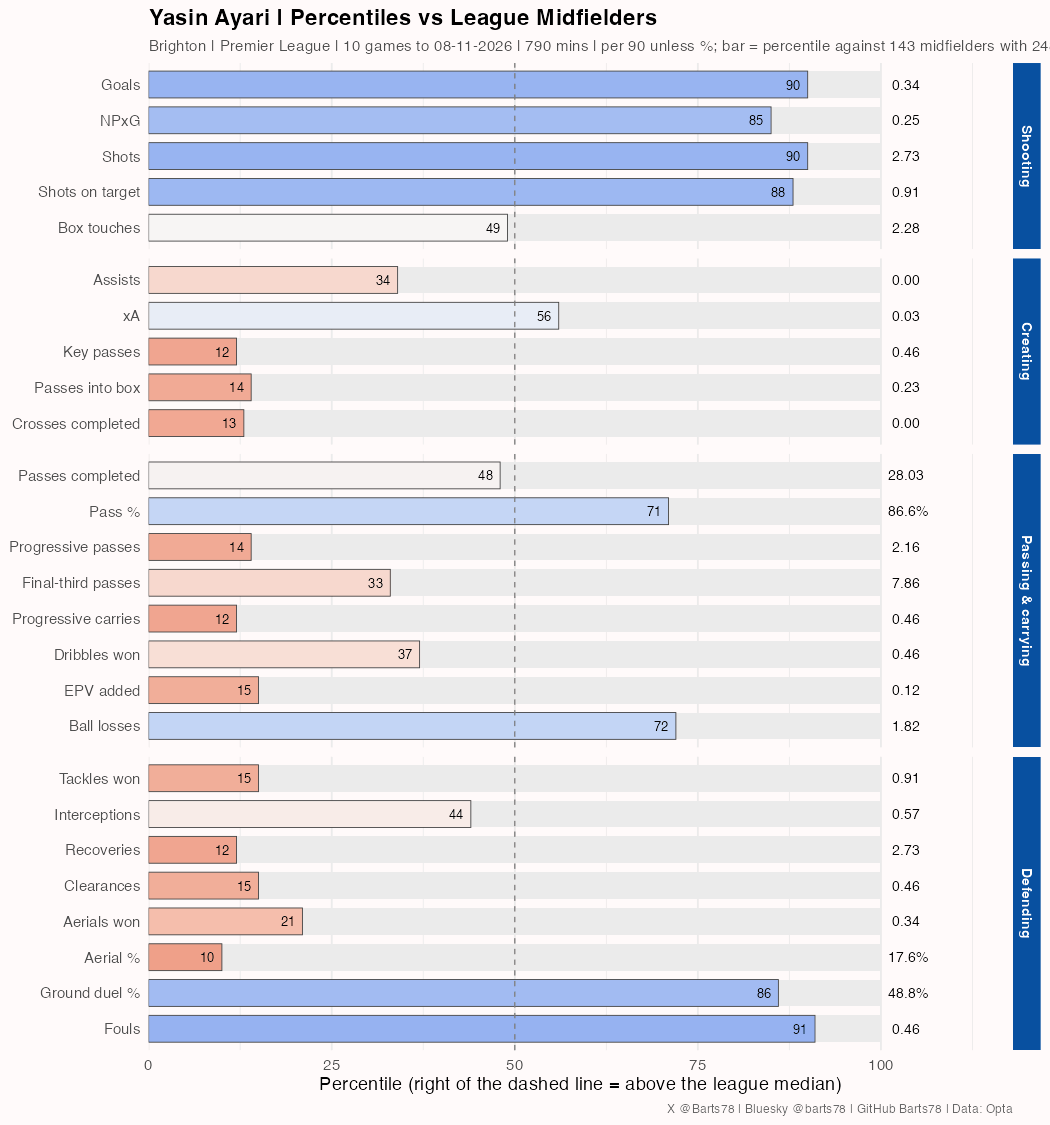 Yasin Ayari | Percentiles vs League Midfielders
Brighton | Premier League | 10 games to 08-11-2026 | 790 mins | per 90 unless %; bar = percentile against 143 midfielders with 24
Shooting
Goals 90 0.34
NPxG 85 0.25
Shots 90 2.73
Shots on target 88 0.91
Box touches 49 2.28
Creating
Assists 34 0.00
xA 56 0.03
Key passes 12 0.46
Passes into box 14 0.23
Crosses completed 13 0.00
Passing & carrying
Passes completed 48 28.03
Pass % 71 86.6%
Progressive passes 14 2.16
Final-third passes 33 7.86
Progressive carries 12 0.46
Dribbles won 37 0.46
EPV added 15 0.12
Ball losses 72 1.82
Defending
Tackles won 15 0.91
Interceptions 44 0.57
Recoveries 12 2.73
Clearances 15 0.46
Aerials won 21 0.34
Aerial % 10 17.6%
Ground duel % 86 48.8%
Fouls 91 0.46
0 25 50 75 100
Percentile (right of the dashed line = above the league median)
X @Barts78 | Bluesky @barts78 | GitHub Barts78 | Data: Opta